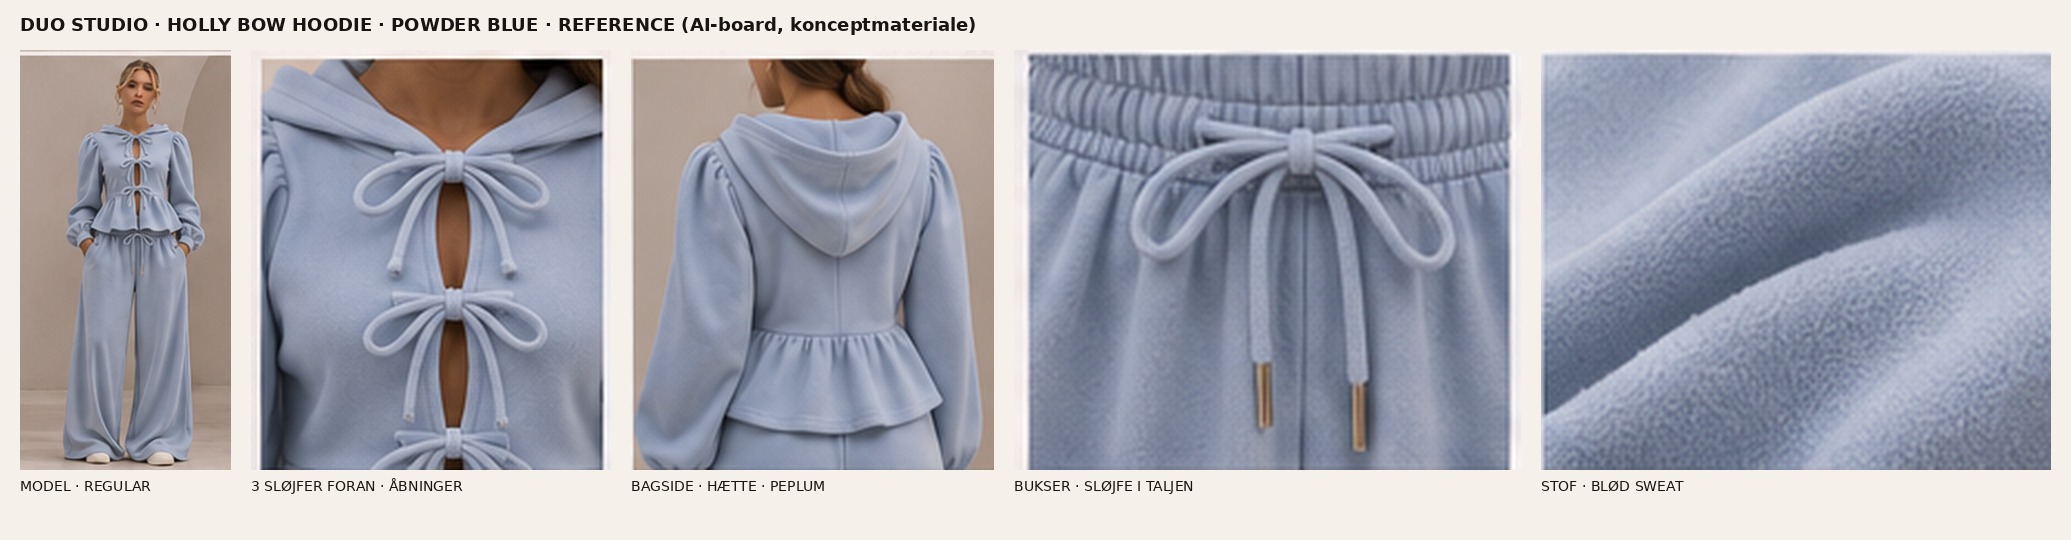 DUO STUDIO · HOLLY BOW HOODIE · POWDER BLUE · REFERENCE (AI-board, konceptmateriale)
MODEL · REGULAR
3 SLØJFER FORAN · ÅBNINGER
BAGSIDE · HÆTTE · PEPLUM
BUKSER · SLØJFE I TALJEN
STOF · BLØD SWEAT